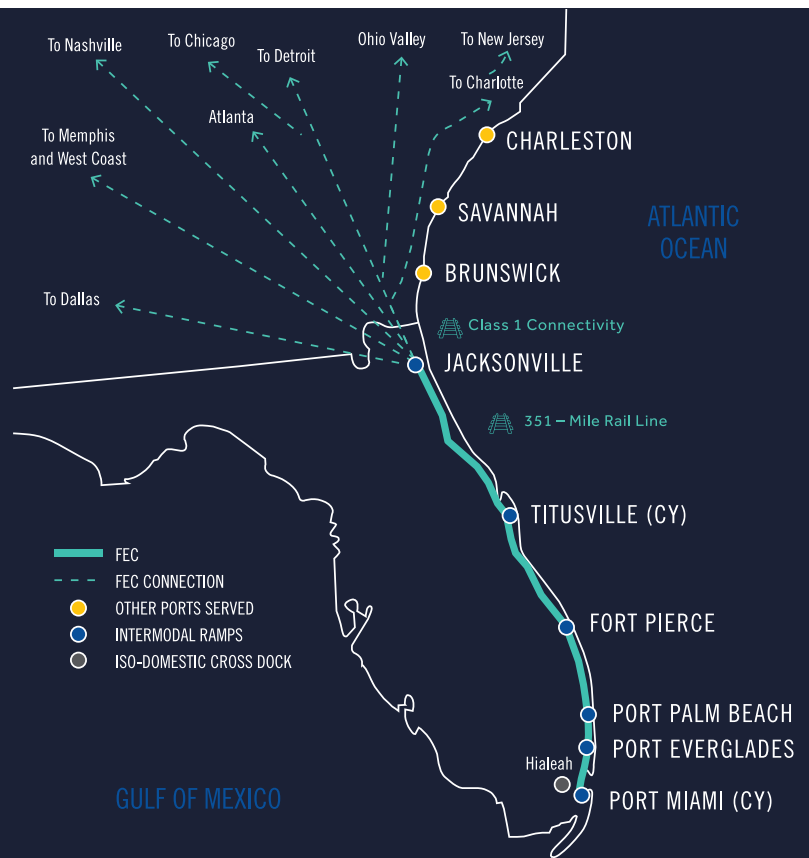 To Nashville
To Chicago
To Detroit
Ohio Valley
To New Jersey
To Charlotte
Atlanta
To Memphis
and West Coast
To Dallas
CHARLESTON
SAVANNAH
BRUNSWICK
ATLANTIC
OCEAN
Class 1 Connectivity
JACKSONVILLE
351 – Mile Rail Line
TITUSVILLE (CY)
FORT PIERCE
PORT PALM BEACH
PORT EVERGLADES
Hialeah
PORT MIAMI (CY)
FEC
FEC CONNECTION
OTHER PORTS SERVED
INTERMODAL RAMPS
ISO-DOMESTIC CROSS DOCK
GULF OF MEXICO